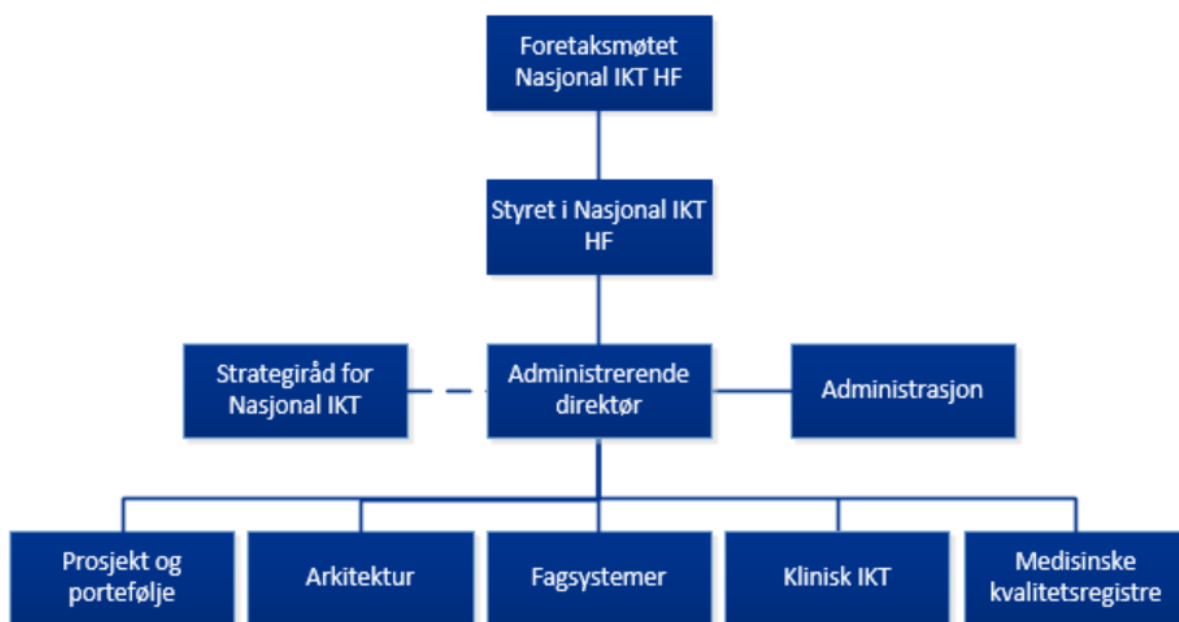 Foretaksmøtet
Nasjonal IKT HF
Styret i Nasjonal IKT
HF
Strategiråd for
Nasjonal IKT
Administrerende
direktør
Administrasjon
Prosjekt og
portefølje
Arkitektur
Fagsystemer
Klinisk IKT
Medisinske
kvalitetsregistre